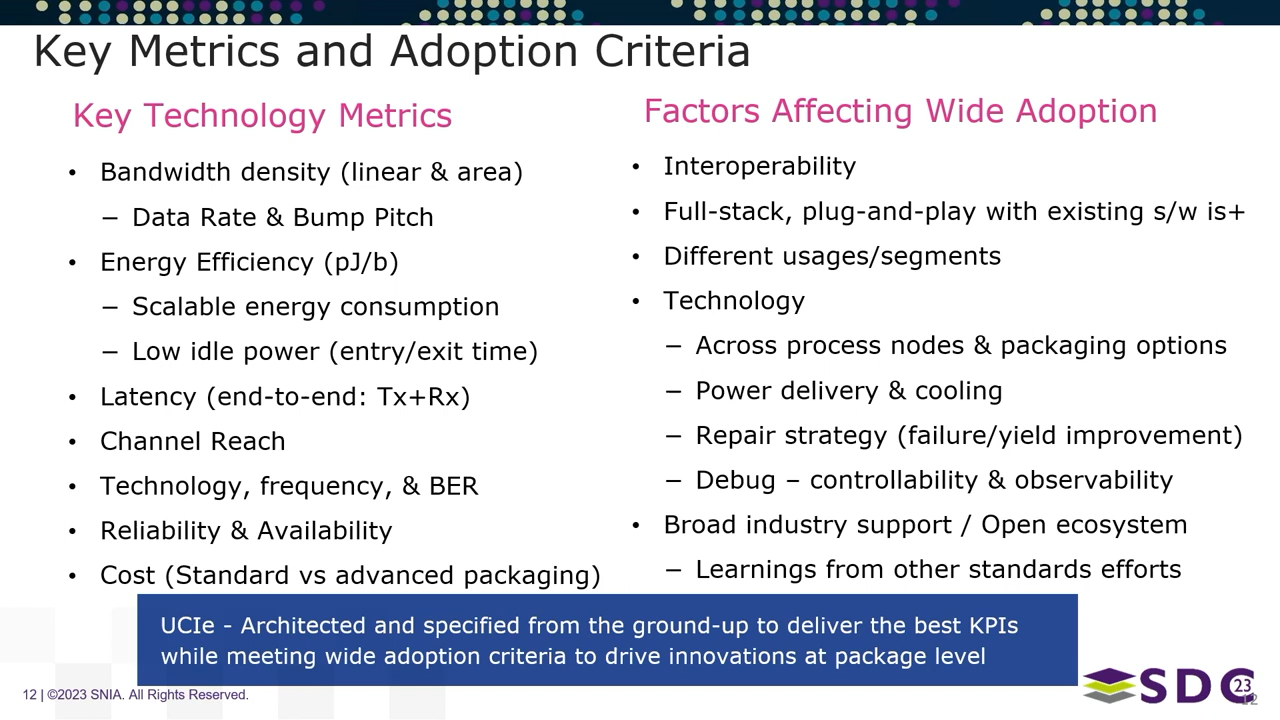 Key Metrics and Adoption Criteria
Key Technology Metrics
• Bandwidth density (linear & area)
– Data Rate & Bump Pitch
• Energy Efficiency (pJ/b)
– Scalable energy consumption
– Low idle power (entry/exit time)
• Latency (end-to-end: Tx+Rx)
• Channel Reach
• Technology, frequency, & BER
• Reliability & Availability
• Cost (Standard vs advanced packaging)
Factors Affecting Wide Adoption
• Interoperability
• Full-stack, plug-and-play with existing s/w is+
• Different usages/segments
• Technology
– Across process nodes & packaging options
– Power delivery & cooling
– Repair strategy (failure/yield improvement)
– Debug – controllability & observability
• Broad industry support / Open ecosystem
– Learnings from other standards efforts
UCIe - Architected and specified from the ground-up to deliver the best KPIs
while meeting wide adoption criteria to drive innovations at package level
12 | ©2023 SNIA. All Rights Reserved.
SDC 23
12